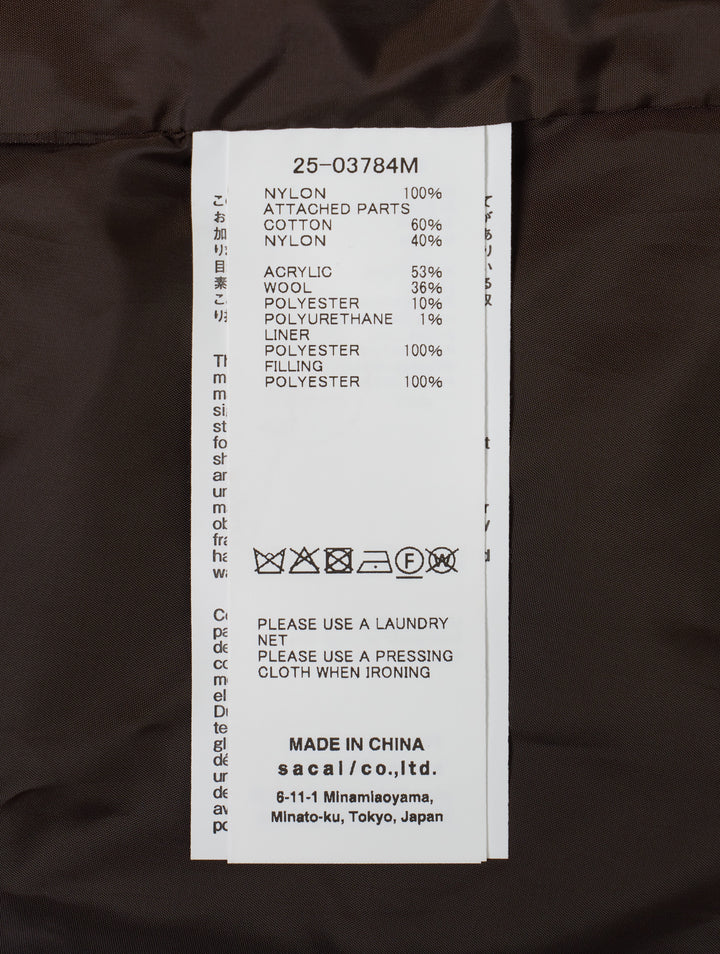 25-03784M
NYLON 100%
ATTACHED PARTS
COTTON 60%
NYLON 40%
ACRYLIC 53%
WOOL 36%
POLYESTER 10%
POLYURETHANE 1%
LINER
POLYESTER 100%
FILLING
POLYESTER 100%
F
W
PLEASE USE A LAUNDRY
NET
PLEASE USE A PRESSING
CLOTH WHEN IRONING
MADE IN CHINA
sacai/co.,ltd.
6-11-1 Minamiaoyama,
Minato-ku, Tokyo, Japan